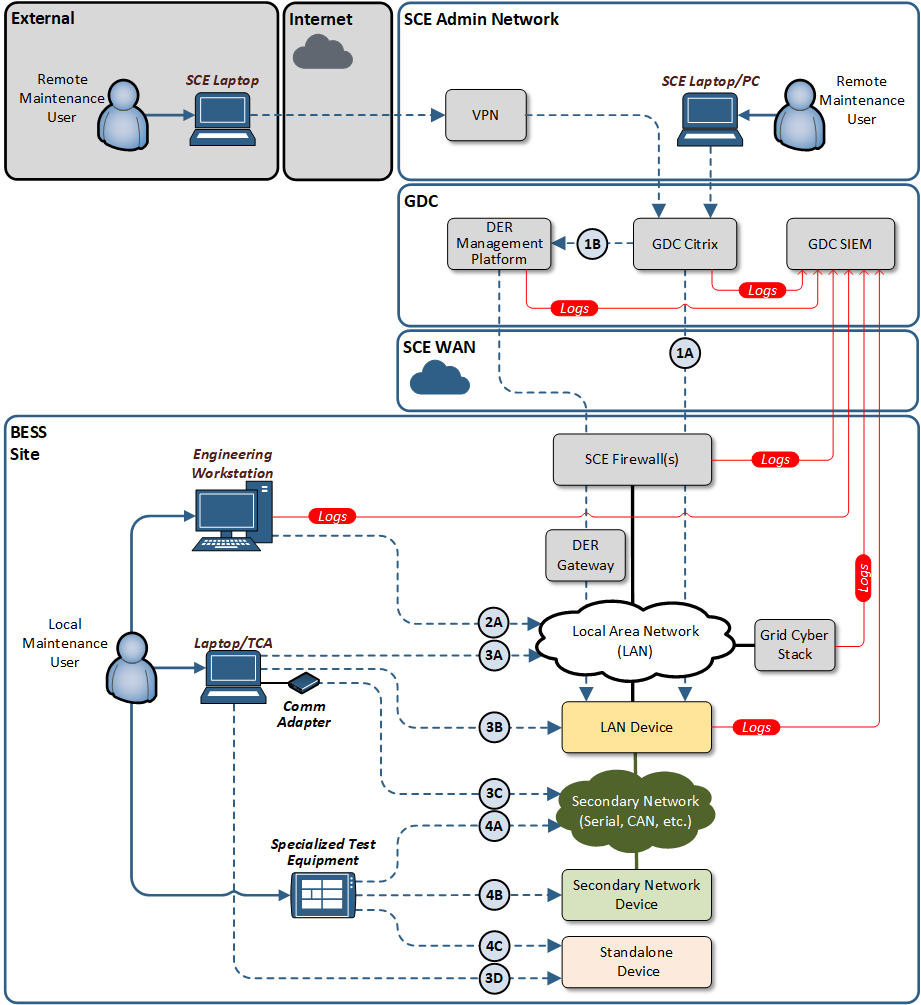 External
Internet
SCE Admin Network
Remote
Maintenance
User
SCE Laptop
VPN
SCE Laptop/PC
Remote
Maintenance
User
GDC
DER
Management
Platform
1B
GDC Citrix
GDC SIEM
Logs
Logs
SCE WAN
1A
BESS
Site
Engineering
Workstation
SCE Firewall(s)
Logs
Logs
DER
Gateway
Logs
Local
Maintenance
User
Laptop/TCA
2A
3A
Local Area Network
(LAN)
Grid Cyber
Stack
Comm
Adapter
3B
LAN Device
Logs
3C
Secondary Network
(Serial, CAN, etc.)
4A
Specialized Test
Equipment
4B
Secondary Network
Device
4C
Standalone
Device
3D